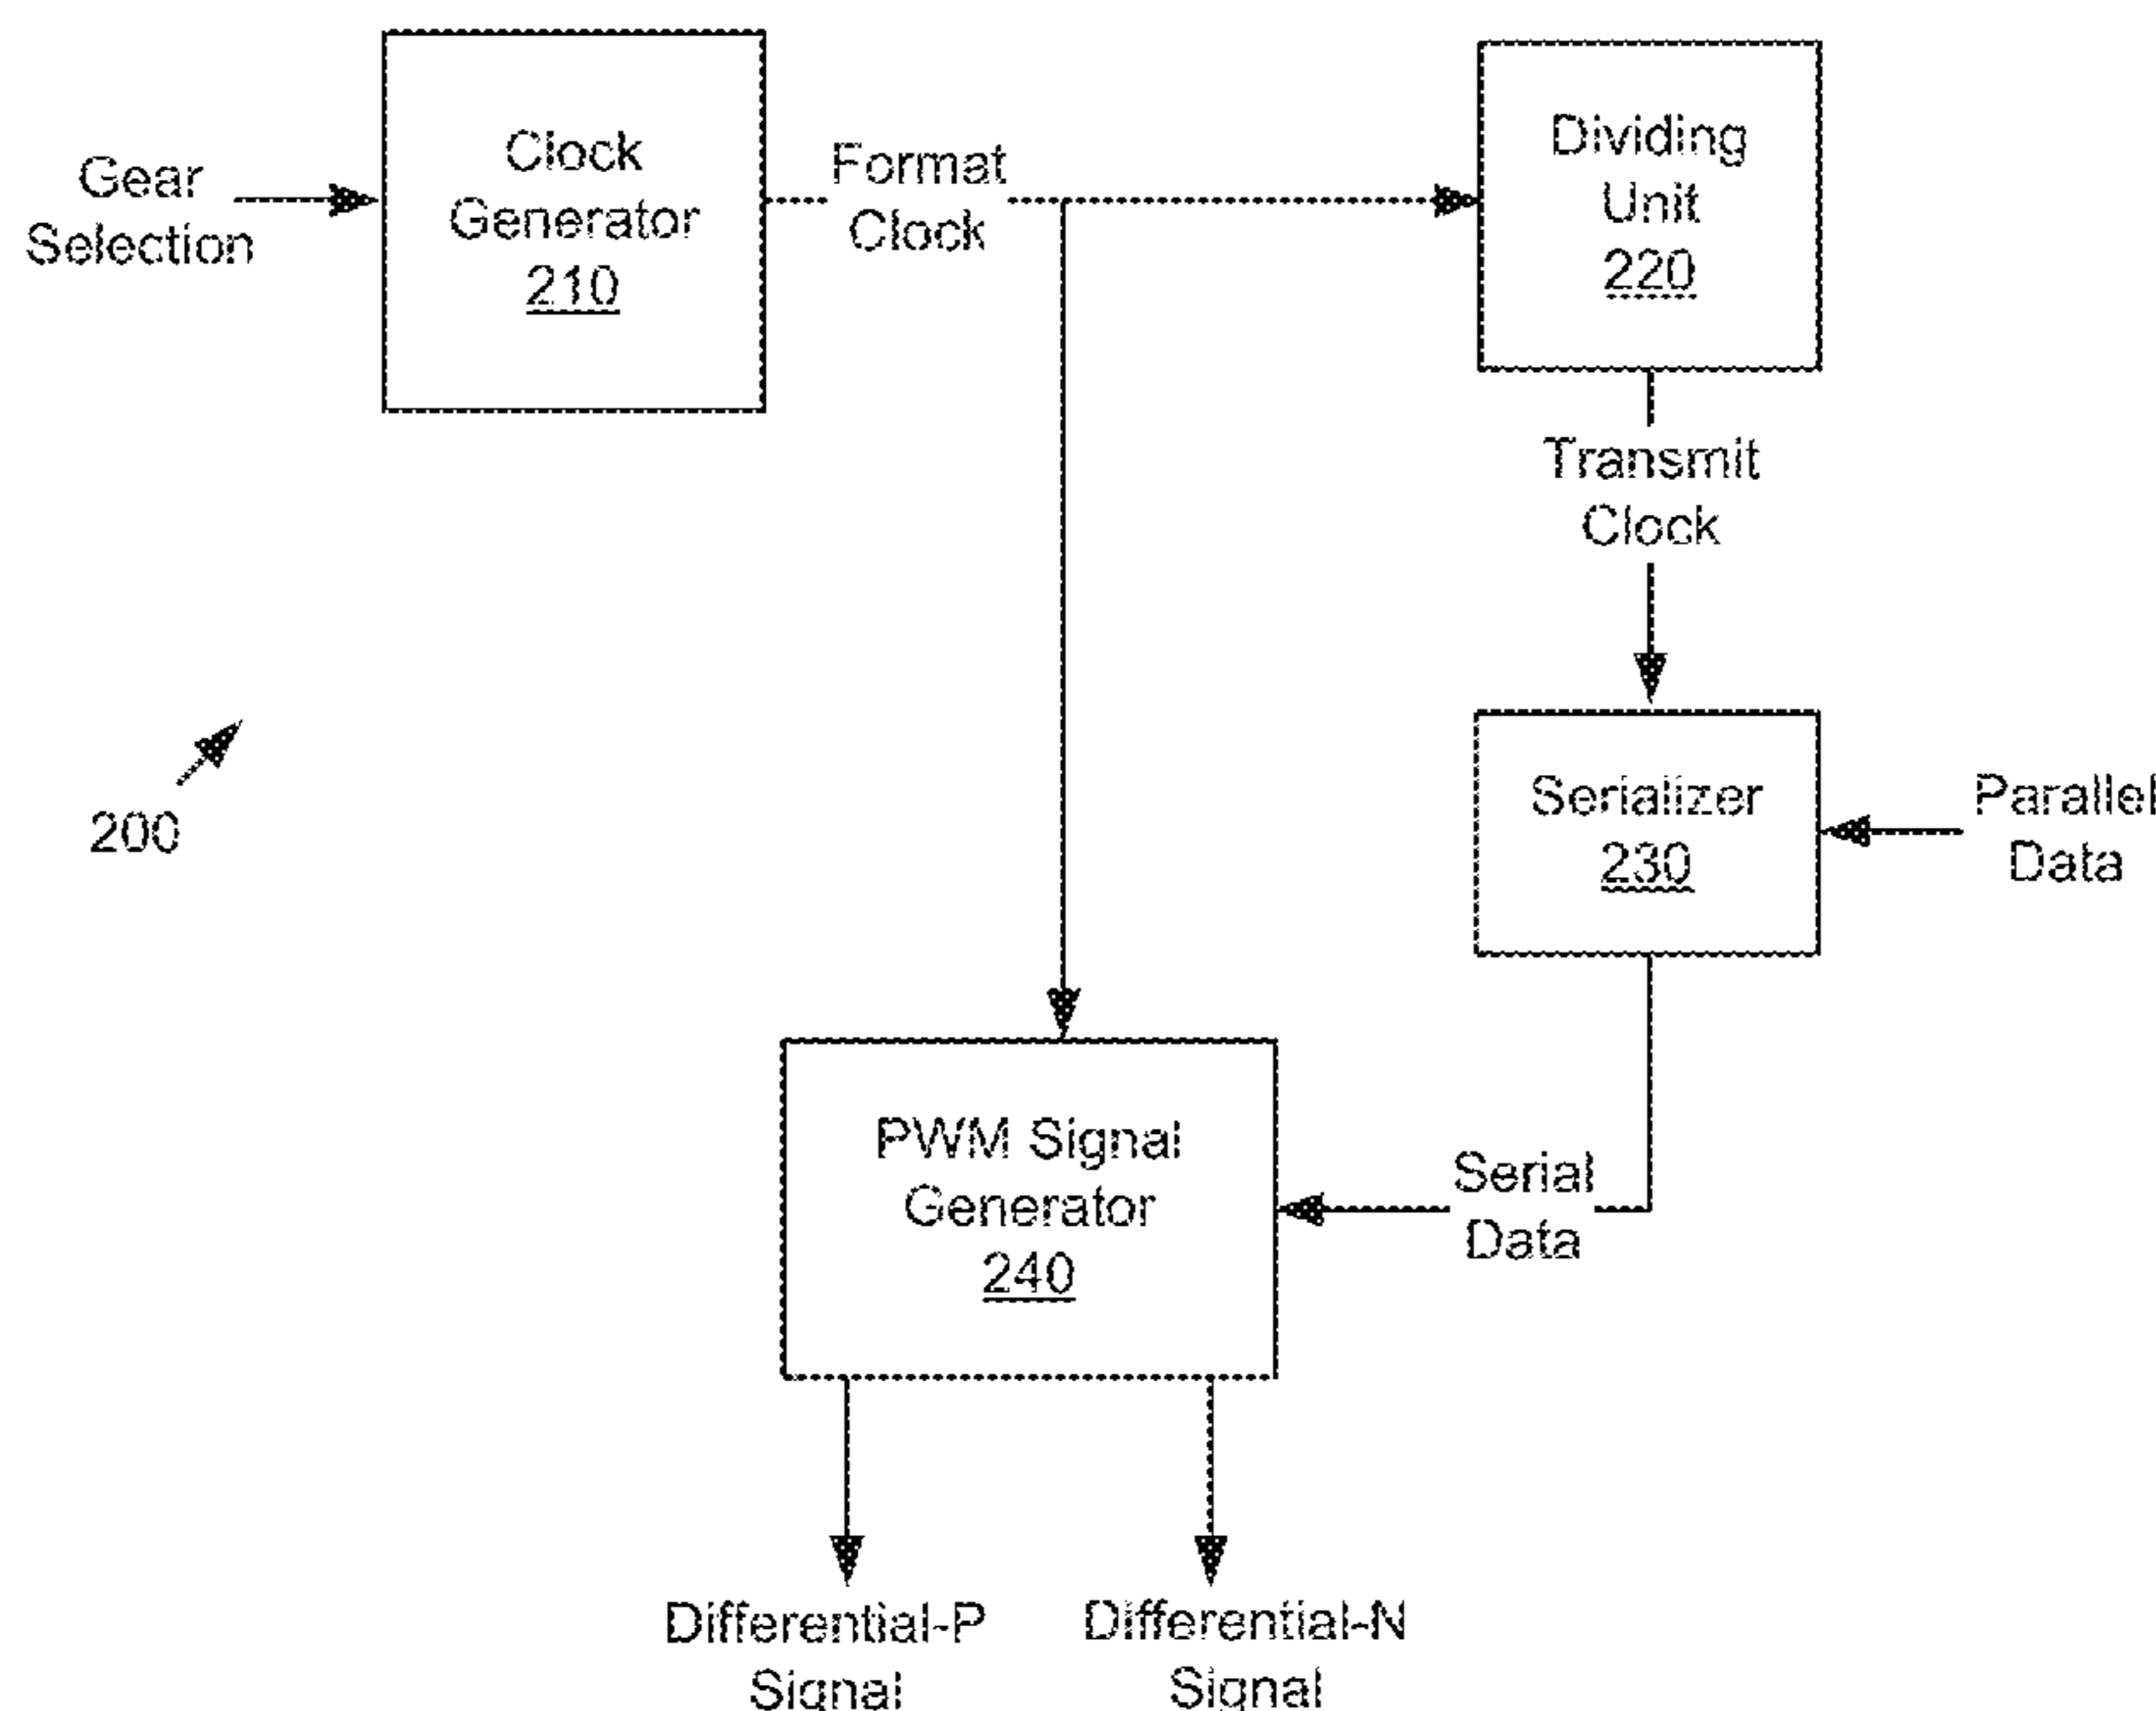 Gear
Selection
Clock
Generator
210
Format
Clock
Dividing
Unit
220
Transmit
Clock
200
Serializer
230
Parallel
Data
PWM Signal
Generator
240
Serial
Data
Differential-P
Signal
Differential-N
Signal